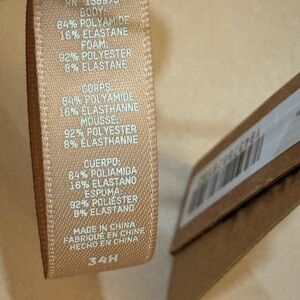 BODY:
84% POLYAMIDE
16% ELASTANE
FOAM:
92% POLYESTER
8% ELASTANE
CORPS:
84% POLYAMIDE
16% ÉLASTHANNE
MOUSSE:
92% POLYESTER
8% ÉLASTHANNE
CUERPO:
84% POLIAMIDA
16% ELASTANO
ESPUMA:
92% POLIÉSTER
8% ELASTANO
MADE IN CHINA
FABRIQUÉ EN CHINE
HECHO EN CHINA
34H